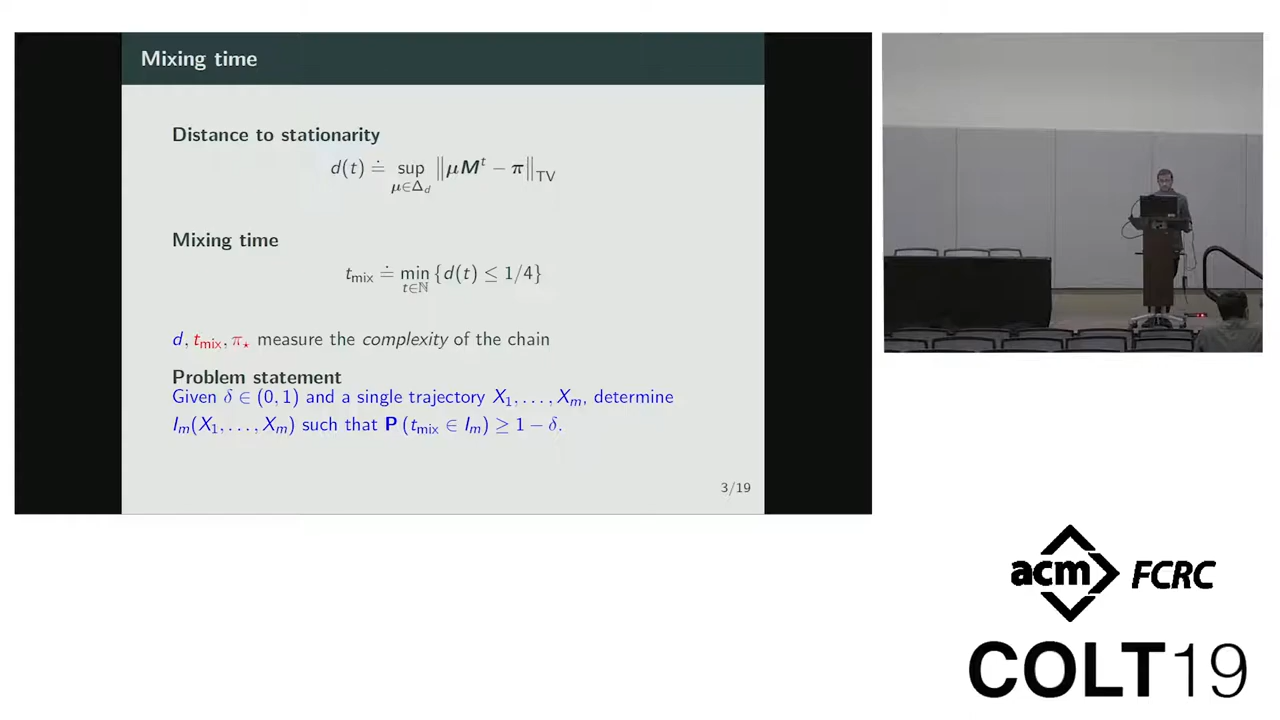 Mixing time
Distance to stationarity
d(t) ≐ sup ‖μM^t − π‖_TV
μ∈Δ_d
Mixing time
t_mix ≐ min {d(t) ≤ 1/4}
t∈ℕ
d, t_mix, π_⋆ measure the complexity of the chain
Problem statement
Given δ ∈ (0, 1) and a single trajectory X_1, . . . , X_m, determine
I_m(X_1, . . . , X_m) such that P (t_mix ∈ I_m) ≥ 1 − δ.
3/19
acm FCRC
COLT19